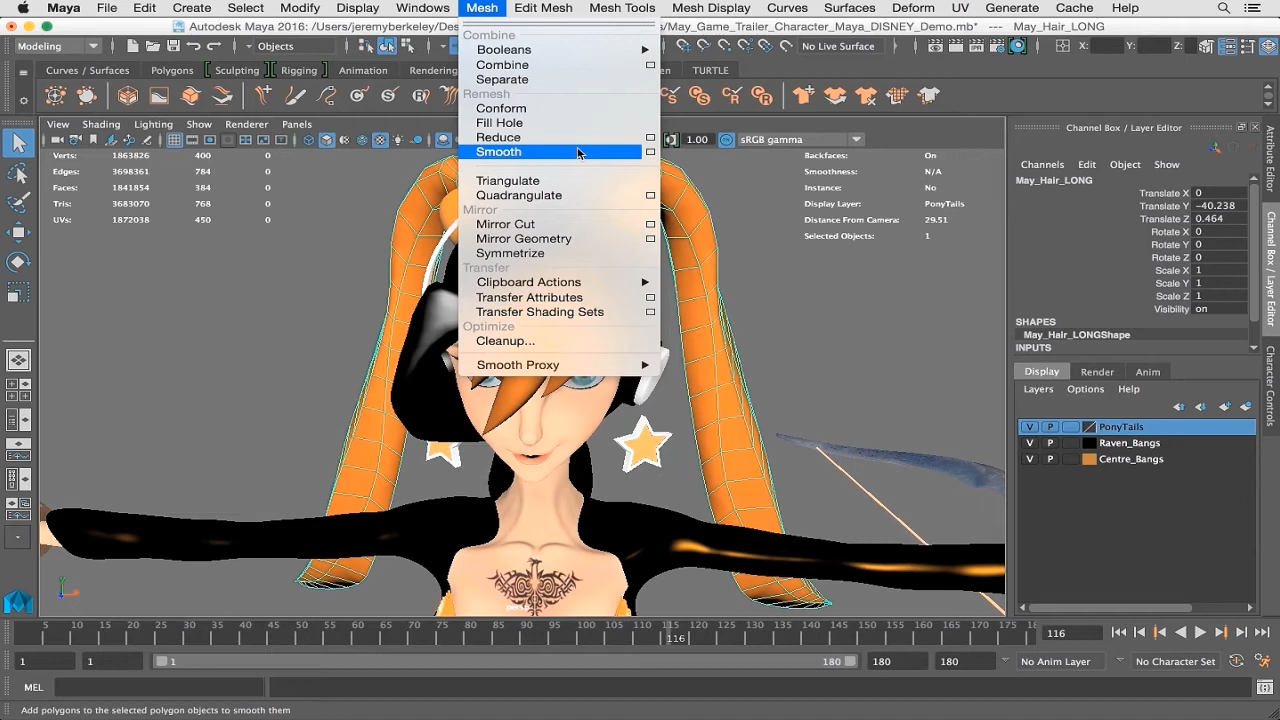 Maya File Edit Create Select Modify Display Windows Mesh Edit Mesh Mesh Tools Mesh Display Curves Surfaces Deform UV Generate Cache Help
Autodesk Maya 2016: /Users/jeremyberkeley/Des May_Game_Trailer_Character_Maya_DISNEY_Demo.mb* --- May_Hair_LONG
Modeling Objects No Live Surface X: Y: Z:
Curves / Surfaces Polygons Sculpting Rigging Animation Rendering TURTLE
View Shading Lighting Show Renderer Panels
1.00 sRGB gamma
Verts: 1863826 400 0
Edges: 3698361 784 0
Faces: 1841854 384 0
Tris: 3683070 768 0
UVs: 1872038 450 0
Combine
Booleans
Combine
Separate
Remesh
Conform
Fill Hole
Reduce
Smooth
Triangulate
Quadrangulate
Mirror
Mirror Cut
Mirror Geometry
Symmetrize
Transfer
Clipboard Actions
Transfer Attributes
Transfer Shading Sets
Optimize
Cleanup...
Smooth Proxy
Backfaces: On
Smoothness: N/A
Instance: No
Display Layer: PonyTails
Distance From Camera: 29.51
Selected Objects: 1
Channel Box / Layer Editor
Channels Edit Object Show
May_Hair_LONG
Translate X 0
Translate Y -40.238
Translate Z 0.464
Rotate X 0
Rotate Y 0
Rotate Z 0
Scale X 1
Scale Y 1
Scale Z 1
Visibility on
SHAPES
May_Hair_LONGShape
INPUTS
Display Render Anim
Layers Options Help
V P PonyTails
V P Raven_Bangs
V P Centre_Bangs
Attribute Editor
Channel Box / Layer Editor
Character Controls
5 10 15 20 25 30 35 40 45 50 55 60 65 70 75 80 85 90 95 100 105 110 115 120 125 130 135 140 145 150 155 160 165 170 175 18
116
116
1 1 1 180 180 180 No Anim Layer No Character Set
MEL
Add polygons to the selected polygon objects to smooth them